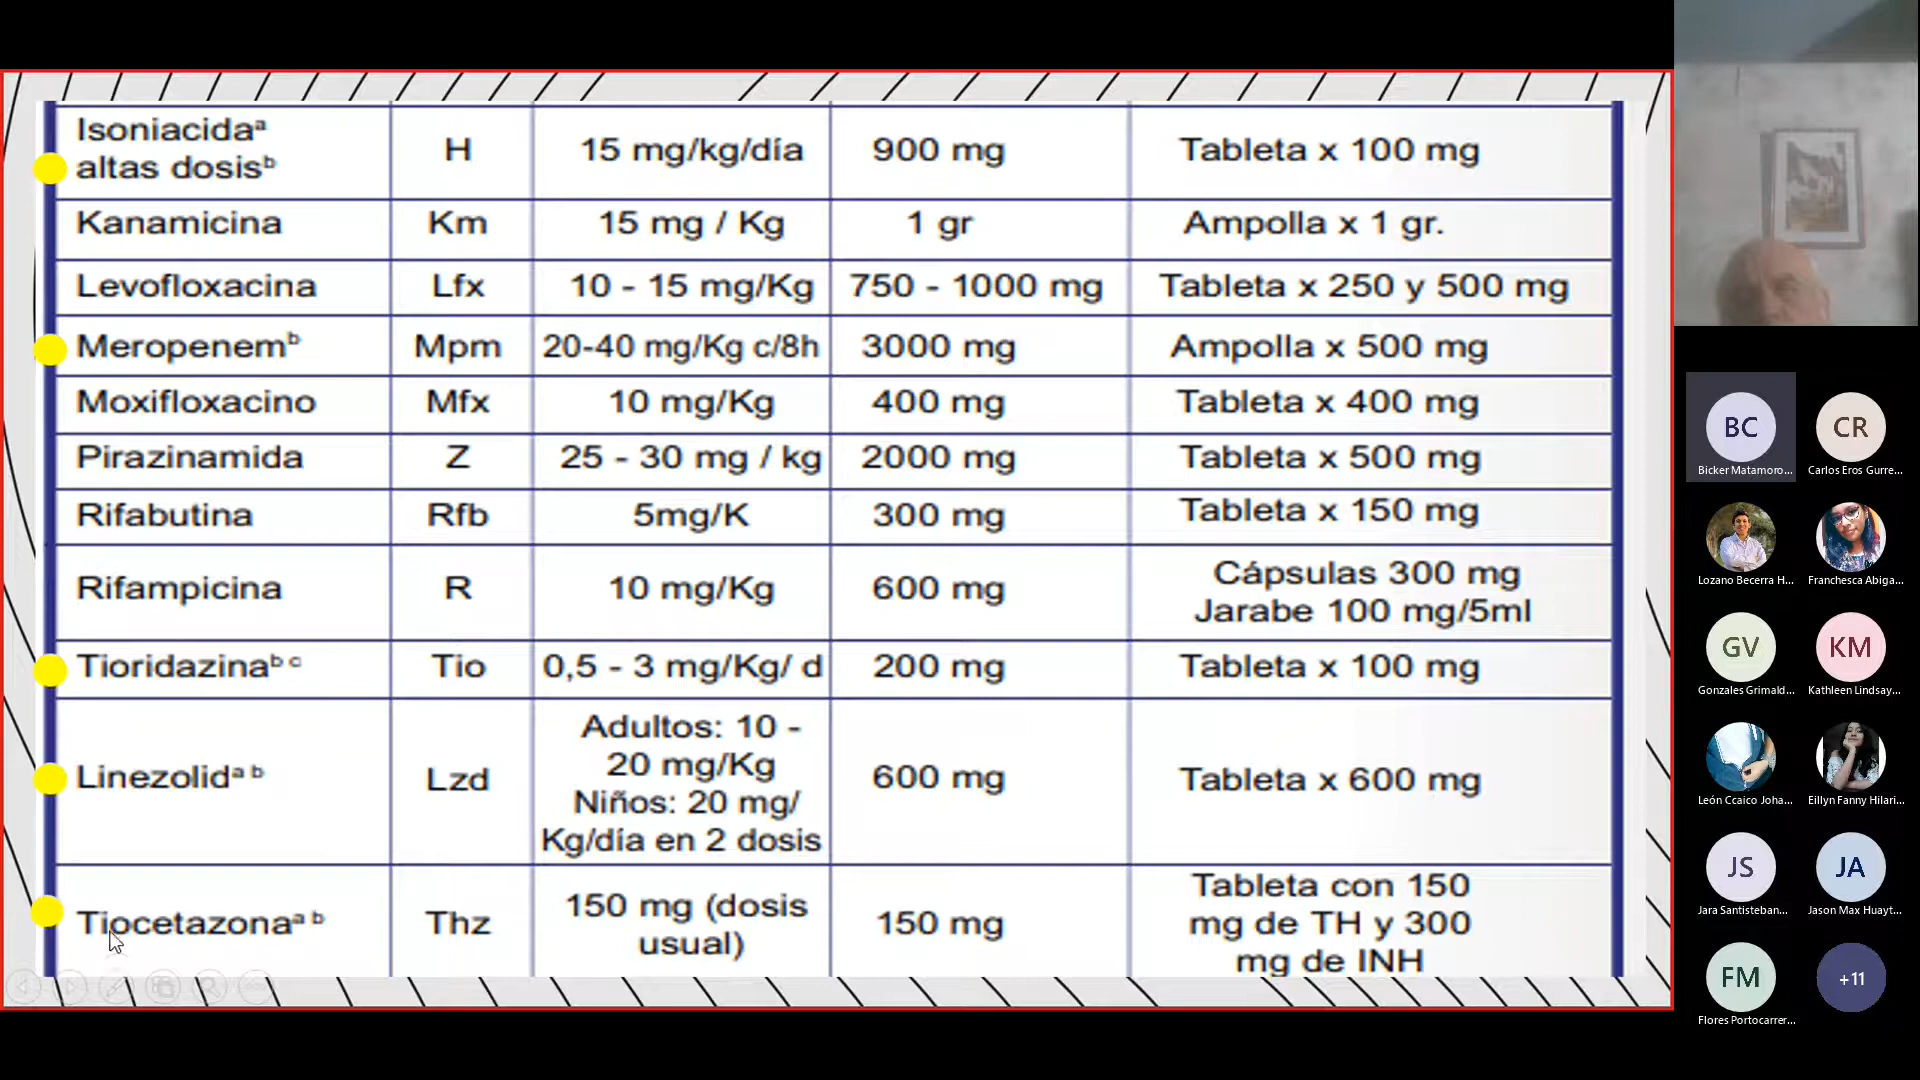 Isoniacida^a
altas dosis^b
H
15 mg/kg/día
900 mg
Tableta x 100 mg
Kanamicina
Km
15 mg / Kg
1 gr
Ampolla x 1 gr.
Levofloxacina
Lfx
10 - 15 mg/Kg
750 - 1000 mg
Tableta x 250 y 500 mg
Meropenem^b
Mpm
20-40 mg/Kg c/8h
3000 mg
Ampolla x 500 mg
Moxifloxacino
Mfx
10 mg/Kg
400 mg
Tableta x 400 mg
Pirazinamida
Z
25 - 30 mg / kg
2000 mg
Tableta x 500 mg
Rifabutina
Rfb
5mg/K
300 mg
Tableta x 150 mg
Rifampicina
R
10 mg/Kg
600 mg
Cápsulas 300 mg
Jarabe 100 mg/5ml
Tioridazina^b c
Tio
0,5 - 3 mg/Kg/ d
200 mg
Tableta x 100 mg
Linezolid^a b
Lzd
Adultos: 10 -
20 mg/Kg
Niños: 20 mg/
Kg/día en 2 dosis
600 mg
Tableta x 600 mg
Tiocetazona^a b
Thz
150 mg (dosis
usual)
150 mg
Tableta con 150
mg de TH y 300
mg de INH
BC
Bicker Matamoro...
CR
Carlos Eros Gurre...
Lozano Becerra H...
Franchesca Abiga...
GV
Gonzales Grimald...
KM
Kathleen Lindsay...
León Ccaico Joha...
Eillyn Fanny Hilari...
JS
Jara Santisteban...
JA
Jason Max Huayt...
FM
Flores Portocarrer...
+11